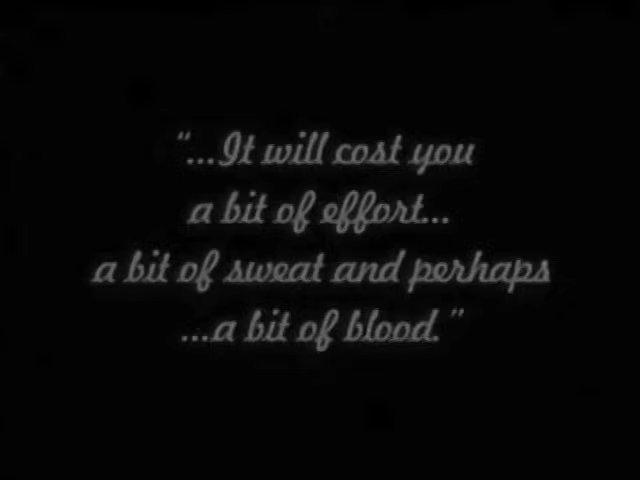 “...It will cost you
a bit of effort...
a bit of sweat and perhaps
...a bit of blood.”